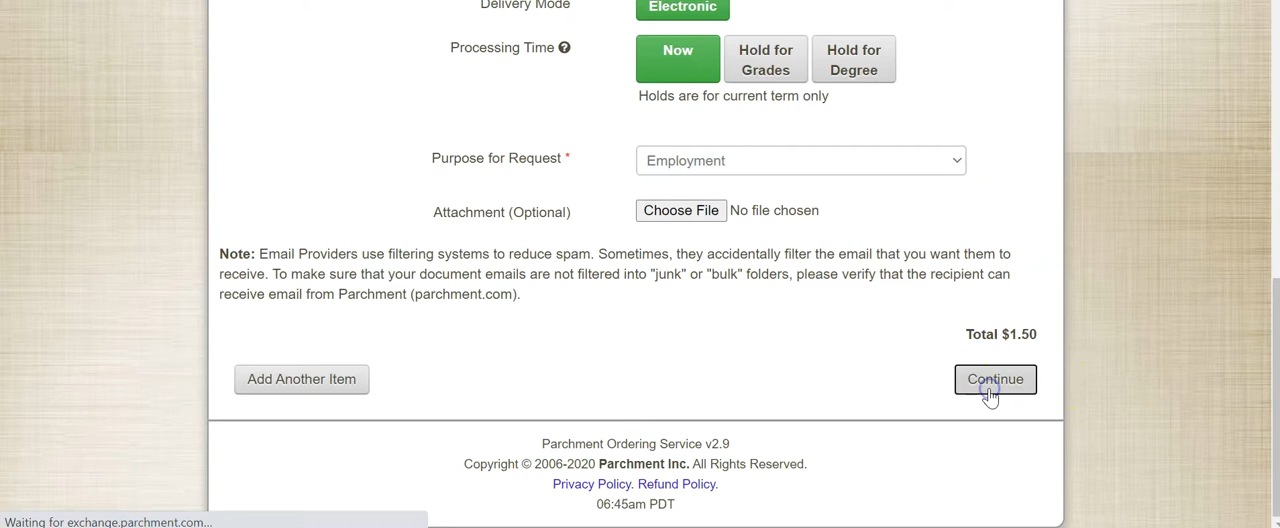 Delivery Mode
Electronic
Processing Time
Now
Hold for
Grades
Hold for
Degree
Holds are for current term only
Purpose for Request *
Employment
Attachment (Optional)
Choose File No file chosen
Note: Email Providers use filtering systems to reduce spam. Sometimes, they accidentally filter the email that you want them to
receive. To make sure that your document emails are not filtered into "junk" or "bulk" folders, please verify that the recipient can
receive email from Parchment (parchment.com).
Total $1.50
Add Another Item
Continue
Parchment Ordering Service v2.9
Copyright © 2006-2020 Parchment Inc. All Rights Reserved.
Privacy Policy. Refund Policy.
06:45am PDT
Waiting for exchange.parchment.com...